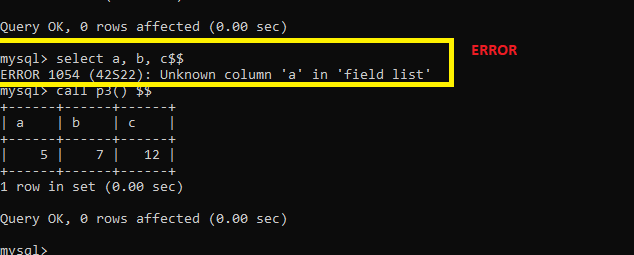 Query OK, 0 rows affected (0.00 sec)
mysql> select a, b, c$$
ERROR
ERROR 1054 (42S22): Unknown column 'a' in 'field list'
mysql> call p3() $$
+------+------+------+
| a    | b    | c    |
+------+------+------+
|    5 |    7 |   12 |
+------+------+------+
1 row in set (0.00 sec)
Query OK, 0 rows affected (0.00 sec)
mysql>